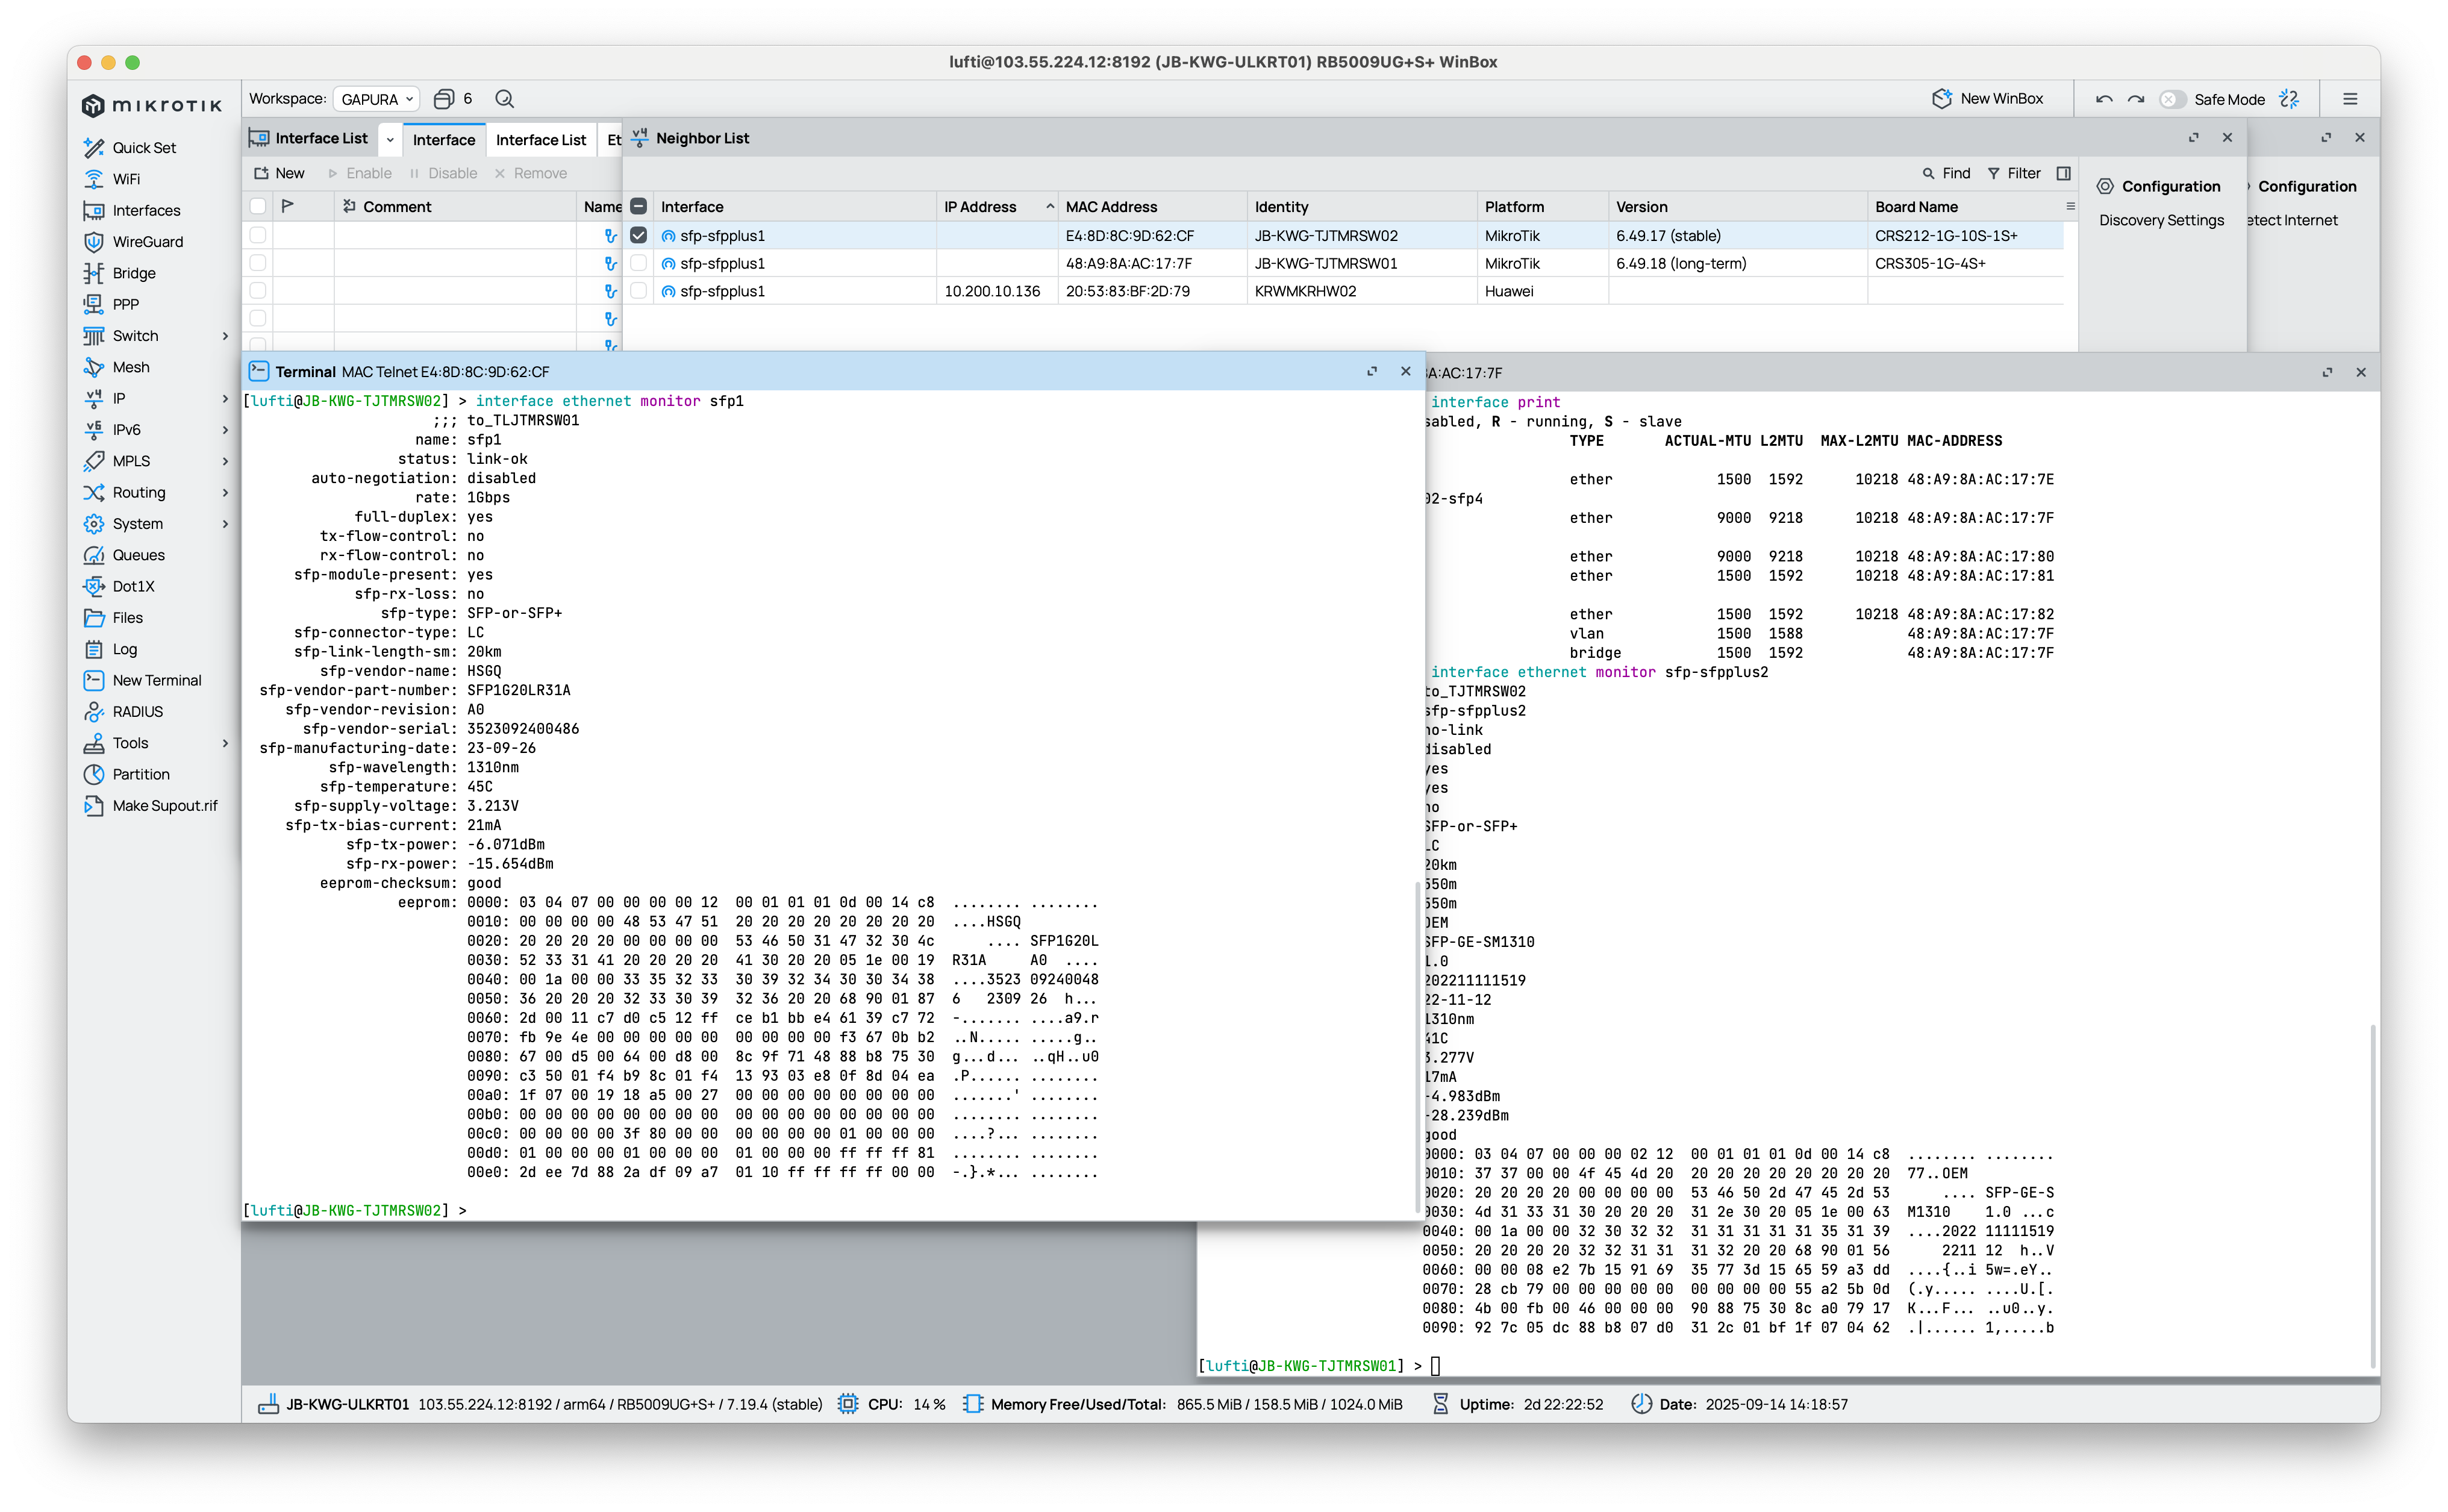 lufti@103.55.224.12:8192 (JB-KWG-ULKRT01) RB5009UG+S+ WinBox
MIKROTIK
Workspace: GAPURA 6
New WinBox
Safe Mode
Quick Set
WiFi
Interfaces
WireGuard
Bridge
PPP
Switch
Mesh
IP
IPv6
MPLS
Routing
System
Queues
Dot1X
Files
Log
New Terminal
RADIUS
Tools
Partition
Make Supout.rif
Interface List Interface Interface List Et
New Enable Disable Remove
Comment Name
Neighbor List
Find Filter
Interface IP Address MAC Address Identity Platform Version Board Name
sfp-sfpplus1 E4:8D:8C:9D:62:CF JB-KWG-TJTMRSW02 MikroTik 6.49.17 (stable) CRS212-1G-10S-1S+
sfp-sfpplus1 48:A9:8A:AC:17:7F JB-KWG-TJTMRSW01 MikroTik 6.49.18 (long-term) CRS305-1G-4S+
sfp-sfpplus1 10.200.10.136 20:53:83:BF:2D:79 KRWMKRHW02 Huawei
Configuration
Discovery Settings
Configuration
etect Internet
Terminal MAC Telnet E4:8D:8C:9D:62:CF
[lufti@JB-KWG-TJTMRSW02] > interface ethernet monitor sfp1
;;; to_TLJTMRSW01
name: sfp1
status: link-ok
auto-negotiation: disabled
rate: 1Gbps
full-duplex: yes
tx-flow-control: no
rx-flow-control: no
sfp-module-present: yes
sfp-rx-loss: no
sfp-type: SFP-or-SFP+
sfp-connector-type: LC
sfp-link-length-sm: 20km
sfp-vendor-name: HSGQ
sfp-vendor-part-number: SFP1G20LR31A
sfp-vendor-revision: A0
sfp-vendor-serial: 3523092400486
sfp-manufacturing-date: 23-09-26
sfp-wavelength: 1310nm
sfp-temperature: 45C
sfp-supply-voltage: 3.213V
sfp-tx-bias-current: 21mA
sfp-tx-power: -6.071dBm
sfp-rx-power: -15.654dBm
eeprom-checksum: good
eeprom: 0000: 03 04 07 00 00 00 00 12 00 01 01 01 0d 00 14 c8 ........ ........
0010: 00 00 00 00 48 53 47 51 20 20 20 20 20 20 20 20 ....HSGQ
0020: 20 20 20 20 00 00 00 00 53 46 50 31 47 32 30 4c .... SFP1G20L
0030: 52 33 31 41 20 20 20 20 41 30 20 20 05 1e 00 19 R31A A0 ....
0040: 00 1a 00 00 33 35 32 33 30 39 32 34 30 30 34 38 ....3523 09240048
0050: 36 20 20 20 32 33 30 39 32 36 20 20 68 90 01 87 6 2309 26 h...
0060: 2d 00 11 c7 d0 c5 12 ff ce b1 bb e4 61 39 c7 72 -....... ....a9.r
0070: fb 9e 4e 00 00 00 00 00 00 00 00 00 f3 67 0b b2 ..N..... .....g..
0080: 67 00 d5 00 64 00 d8 00 8c 9f 71 48 88 b8 75 30 g...d... ..qH..u0
0090: c3 50 01 f4 b9 8c 01 f4 13 93 03 e8 0f 8d 04 ea .P...... ........
00a0: 1f 07 00 19 18 a5 00 27 00 00 00 00 00 00 00 00 .......' ........
00b0: 00 00 00 00 00 00 00 00 00 00 00 00 00 00 00 00 ........ ........
00c0: 00 00 00 00 3f 80 00 00 00 00 00 00 01 00 00 00 ....?... ........
00d0: 01 00 00 00 01 00 00 00 01 00 00 00 ff ff ff 81 ........ ........
00e0: 2d ee 7d 88 2a df 09 a7 01 10 ff ff ff ff 00 00 -.}.*... ........
[lufti@JB-KWG-TJTMRSW02] >
A:AC:17:7F
interface print
sabled, R - running, S - slave
TYPE ACTUAL-MTU L2MTU MAX-L2MTU MAC-ADDRESS
ether 1500 1592 10218 48:A9:8A:AC:17:7E
02-sfp4
ether 9000 9218 10218 48:A9:8A:AC:17:7F
ether 9000 9218 10218 48:A9:8A:AC:17:80
ether 1500 1592 10218 48:A9:8A:AC:17:81
ether 1500 1592 10218 48:A9:8A:AC:17:82
vlan 1500 1588 48:A9:8A:AC:17:7F
bridge 1500 1592 48:A9:8A:AC:17:7F
interface ethernet monitor sfp-sfpplus2
to_TJTMRSW02
sfp-sfpplus2
no-link
disabled
yes
yes
no
SFP-or-SFP+
LC
20km
550m
550m
OEM
SFP-GE-SM1310
1.0
202211111519
22-11-12
1310nm
41C
3.277V
17mA
-4.983dBm
-28.239dBm
good
0000: 03 04 07 00 00 00 02 12 00 01 01 01 0d 00 14 c8 ........ ........
0010: 37 37 00 00 4f 45 4d 20 20 20 20 20 20 20 20 20 77..OEM
0020: 20 20 20 20 00 00 00 00 53 46 50 2d 47 45 2d 53 .... SFP-GE-S
0030: 4d 31 33 31 30 20 20 20 31 2e 30 20 05 1e 00 63 M1310 1.0 ...c
0040: 00 1a 00 00 32 30 32 32 31 31 31 31 31 35 31 39 ....2022 11111519
0050: 20 20 20 20 32 32 31 31 31 32 20 20 68 90 01 56 2211 12 h..V
0060: 00 00 08 e2 7b 15 91 69 35 77 3d 15 65 59 a3 dd ....{..i 5w=.eY..
0070: 28 cb 79 00 00 00 00 00 00 00 00 00 55 a2 5b 0d (.y..... ....U.[.
0080: 4b 00 fb 00 46 00 00 00 90 88 75 30 8c a0 79 17 K...F... ..u0..y.
0090: 92 7c 05 dc 88 b8 07 d0 31 2c 01 bf 1f 07 04 62 .|...... 1,.....b
[lufti@JB-KWG-TJTMRSW01] >
JB-KWG-ULKRT01 103.55.224.12:8192 / arm64 / RB5009UG+S+ / 7.19.4 (stable) CPU: 14 % Memory Free/Used/Total: 865.5 MiB / 158.5 MiB / 1024.0 MiB Uptime: 2d 22:22:52 Date: 2025-09-14 14:18:57